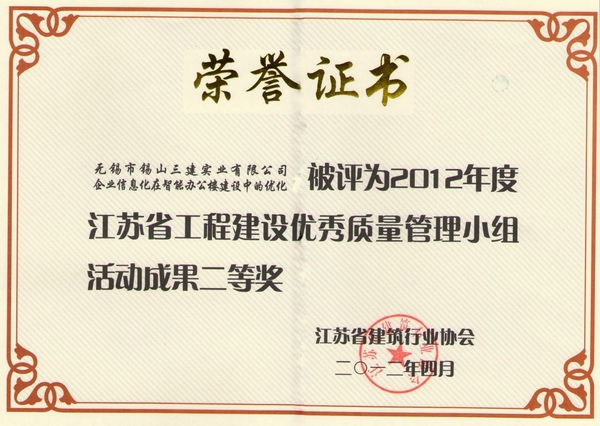 荣誉证书
无锡市锡山三建实业有限公司
企业信息化在智能办公楼建设中的优化
被评为2012年度
江苏省工程建设优秀质量管理小组
活动成果二等奖
江苏省建筑行业协会
二〇一二年四月